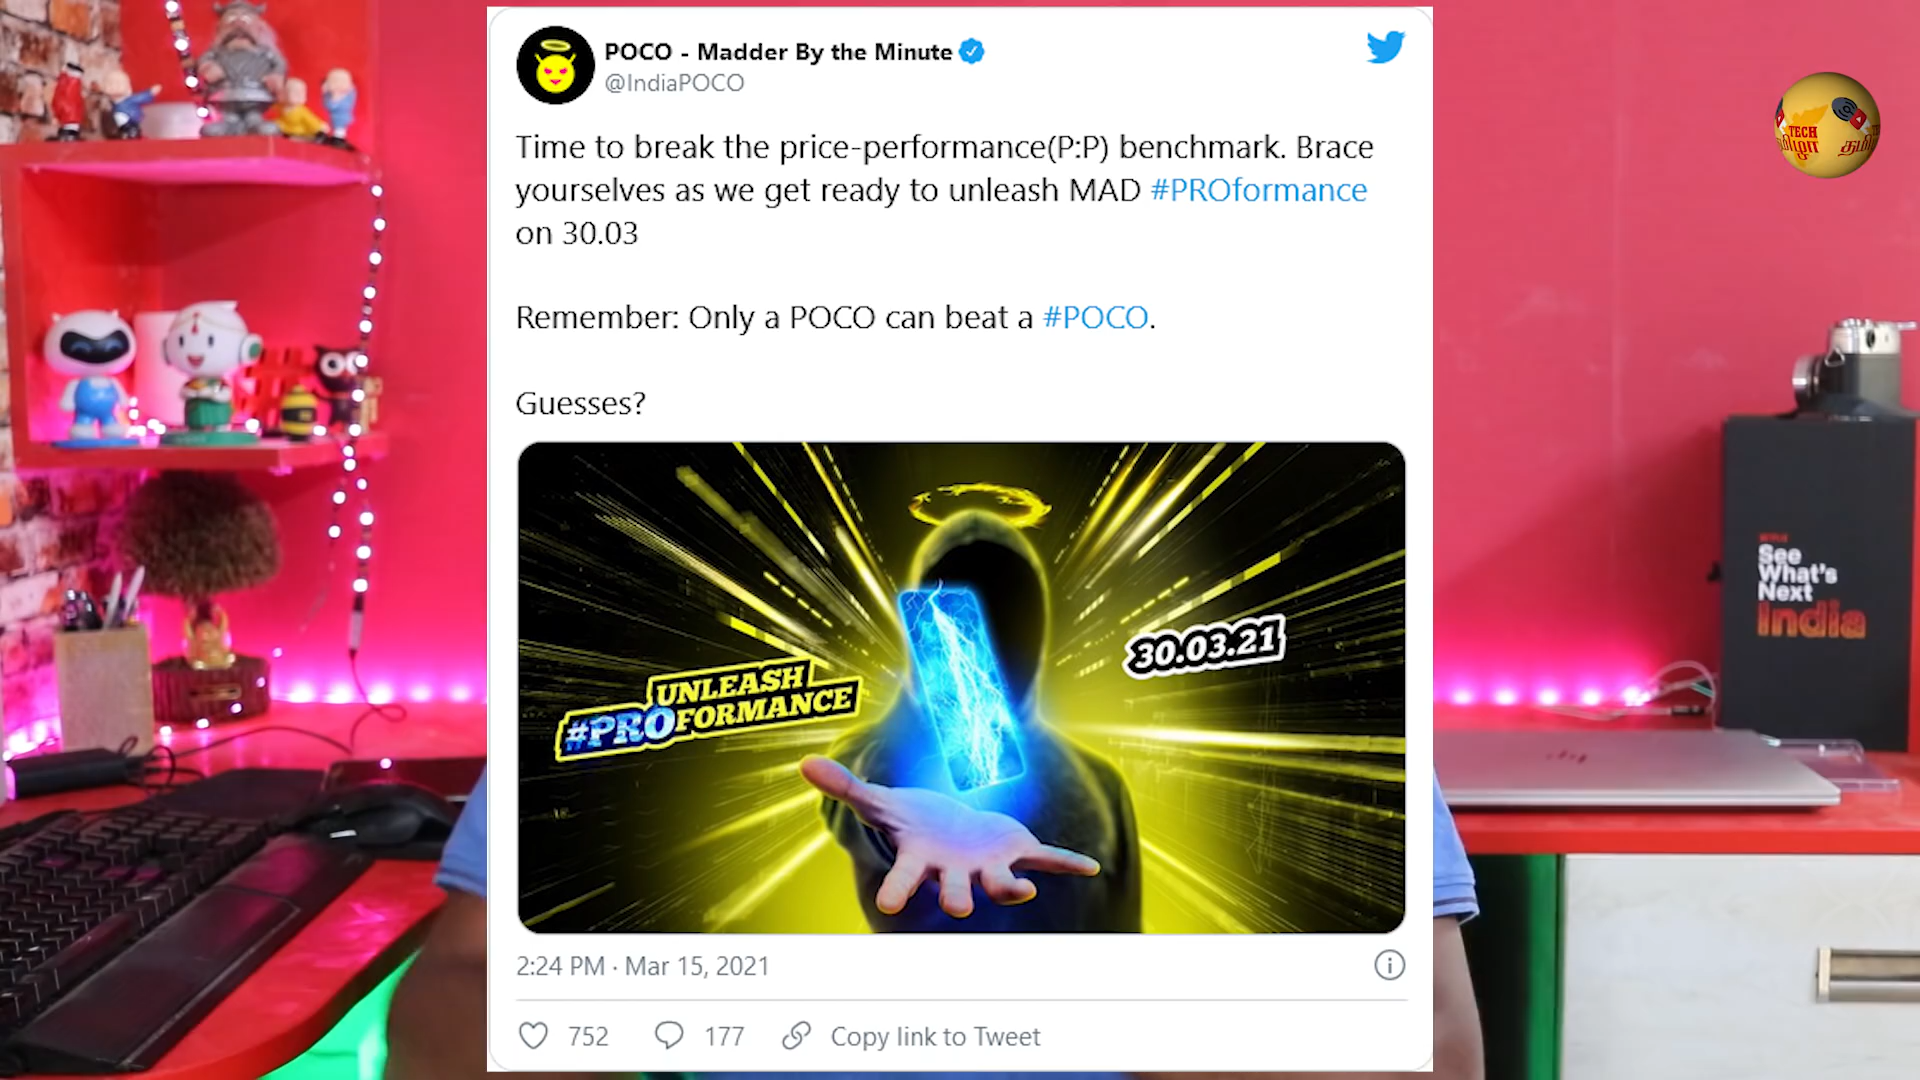 POCO - Madder By the Minute
@IndiaPOCO
Time to break the price-performance(P:P) benchmark. Brace
yourselves as we get ready to unleash MAD #PROformance
on 30.03
Remember: Only a POCO can beat a #POCO.
Guesses?
UNLEASH
#PROFORMANCE
30.03.21
2:24 PM · Mar 15, 2021
752
177
Copy link to Tweet
TECH
See
What's
Next
India
hp